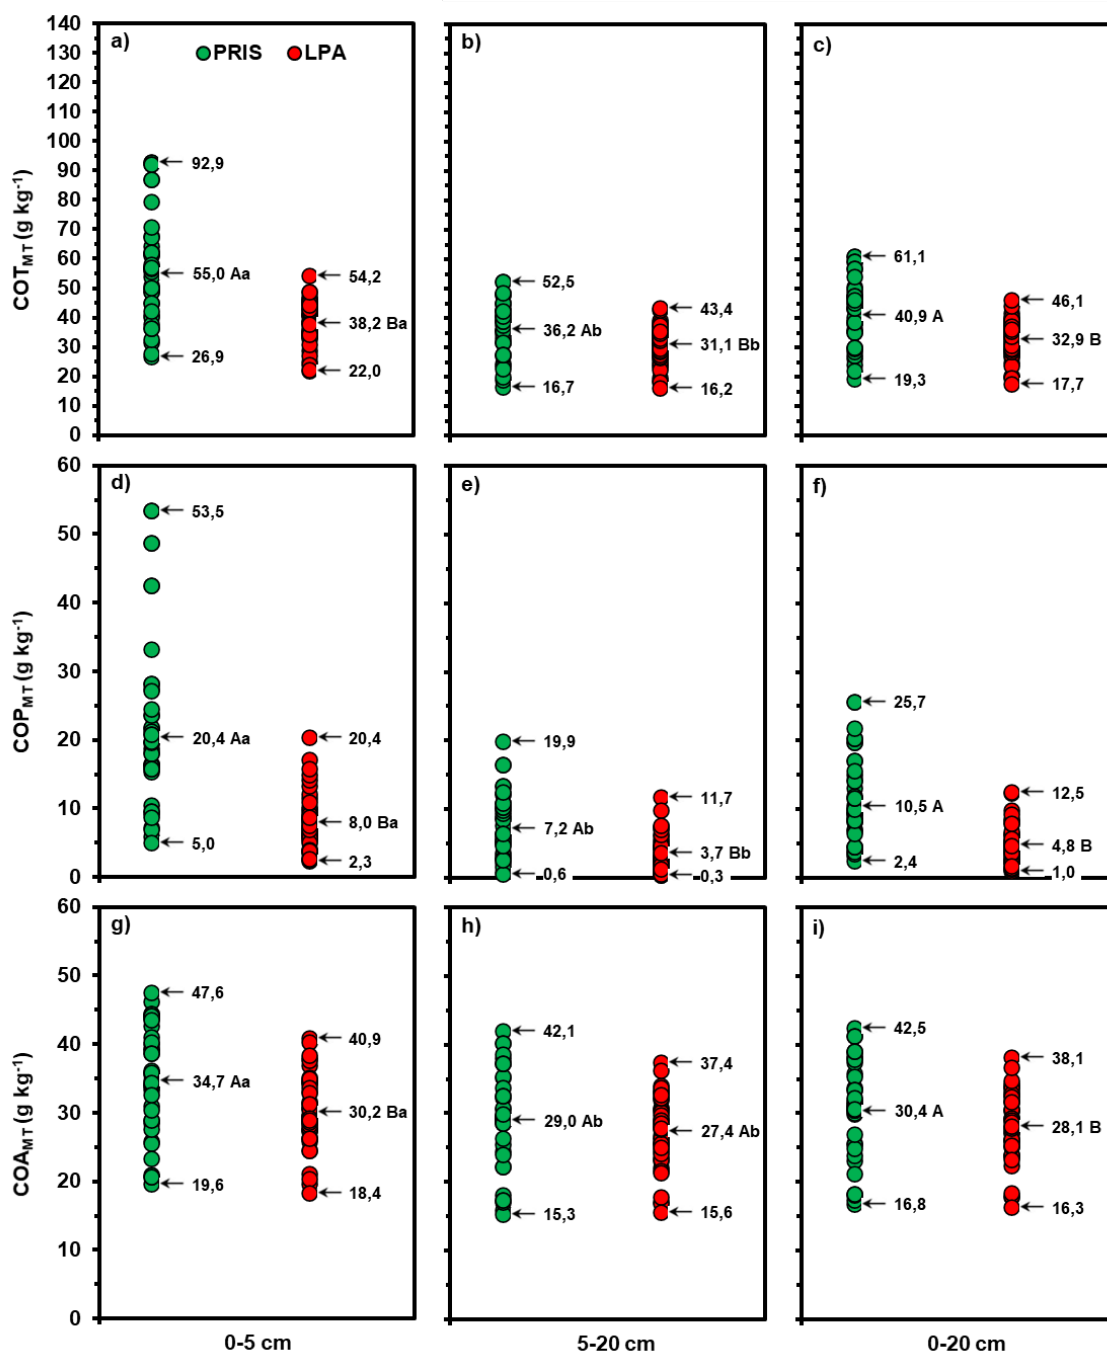 a)
PRIS LPA
b)
c)
COT_MT (g kg⁻¹)
140
130
120
110
100
90
80
70
60
50
40
30
20
10
0
92,9
55,0 Aa
26,9
54,2
38,2 Ba
22,0
52,5
36,2 Ab
16,7
43,4
31,1 Bb
16,2
61,1
40,9 A
19,3
46,1
32,9 B
17,7
d)
e)
f)
COP_MT (g kg⁻¹)
60
50
40
30
20
10
0
53,5
20,4 Aa
5,0
20,4
8,0 Ba
2,3
19,9
7,2 Ab
0,6
11,7
3,7 Bb
0,3
25,7
10,5 A
2,4
12,5
4,8 B
1,0
g)
h)
i)
COA_MT (g kg⁻¹)
60
50
40
30
20
10
0
47,6
34,7 Aa
19,6
40,9
30,2 Ba
18,4
42,1
29,0 Ab
15,3
37,4
27,4 Ab
15,6
42,5
30,4 A
16,8
38,1
28,1 B
16,3
0-5 cm
5-20 cm
0-20 cm